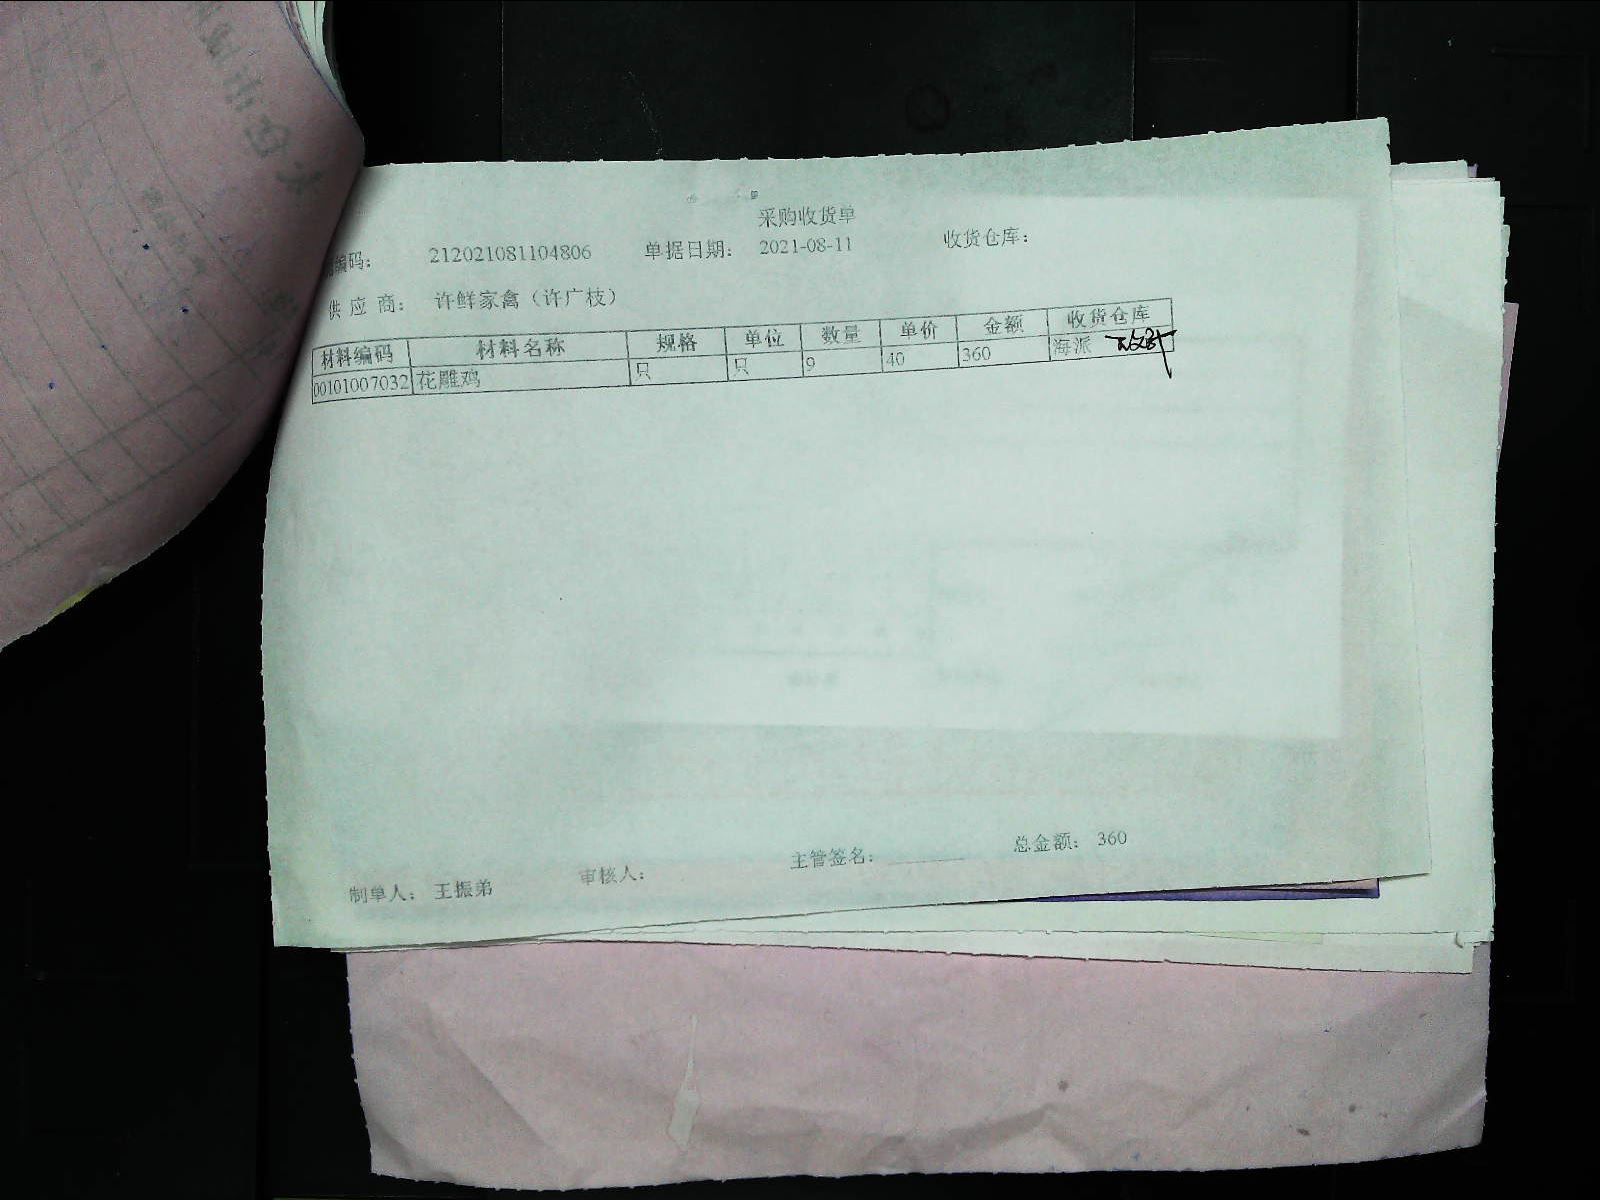 采购收货单
编码： 212021081104806 单据日期： 2021-08-11 收货仓库：
供 应 商： 许鲜家禽（许广枝）
材料编码 材料名称 规格 单位 数量 单价 金额 收货仓库
00101007032 花雕鸡 只 只 9 40 360 海派
制单人： 王振弟 审核人： 主管签名： 总金额： 360